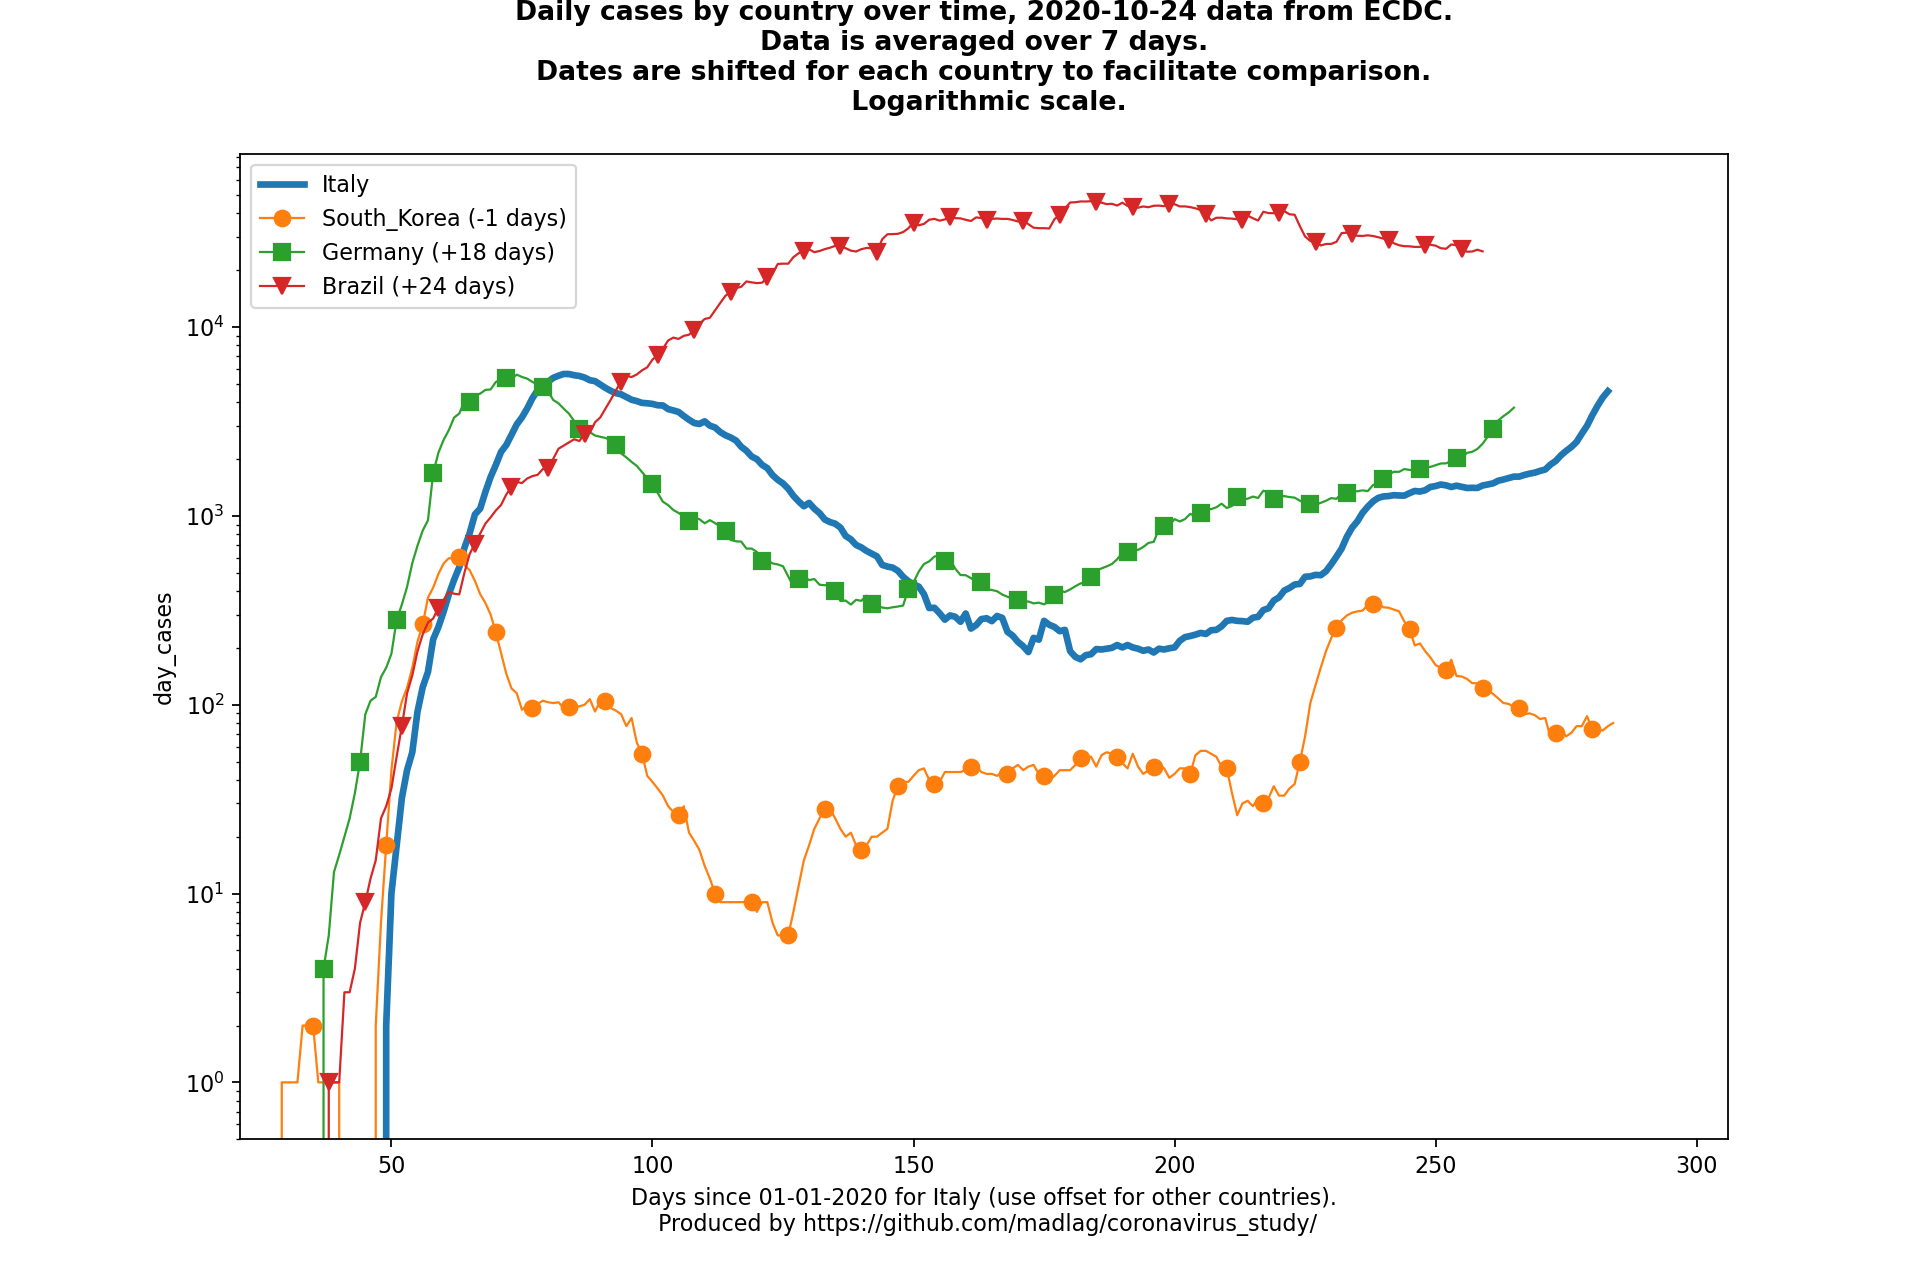 Daily cases by country over time, 2020-10-24 data from ECDC.
Data is averaged over 7 days.
Dates are shifted for each country to facilitate comparison.
Logarithmic scale.
Italy
South_Korea (-1 days)
Germany (+18 days)
Brazil (+24 days)
day_cases
10⁴
10³
10²
10¹
10⁰
50 100 150 200 250 300
Days since 01-01-2020 for Italy (use offset for other countries).
Produced by https://github.com/madlag/coronavirus_study/